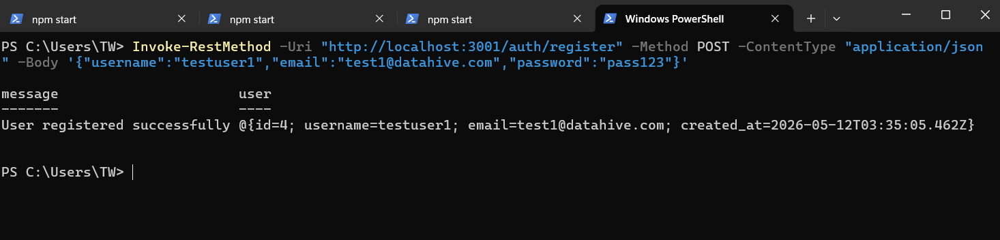 npm start npm start npm start Windows PowerShell
PS C:\Users\TW> Invoke-RestMethod -Uri "http://localhost:3001/auth/register" -Method POST -ContentType "application/json
" -Body '{"username":"testuser1","email":"test1@datahive.com","password":"pass123"}'
message user
------- ----
User registered successfully @{id=4; username=testuser1; email=test1@datahive.com; created_at=2026-05-12T03:35:05.462Z}
PS C:\Users\TW>